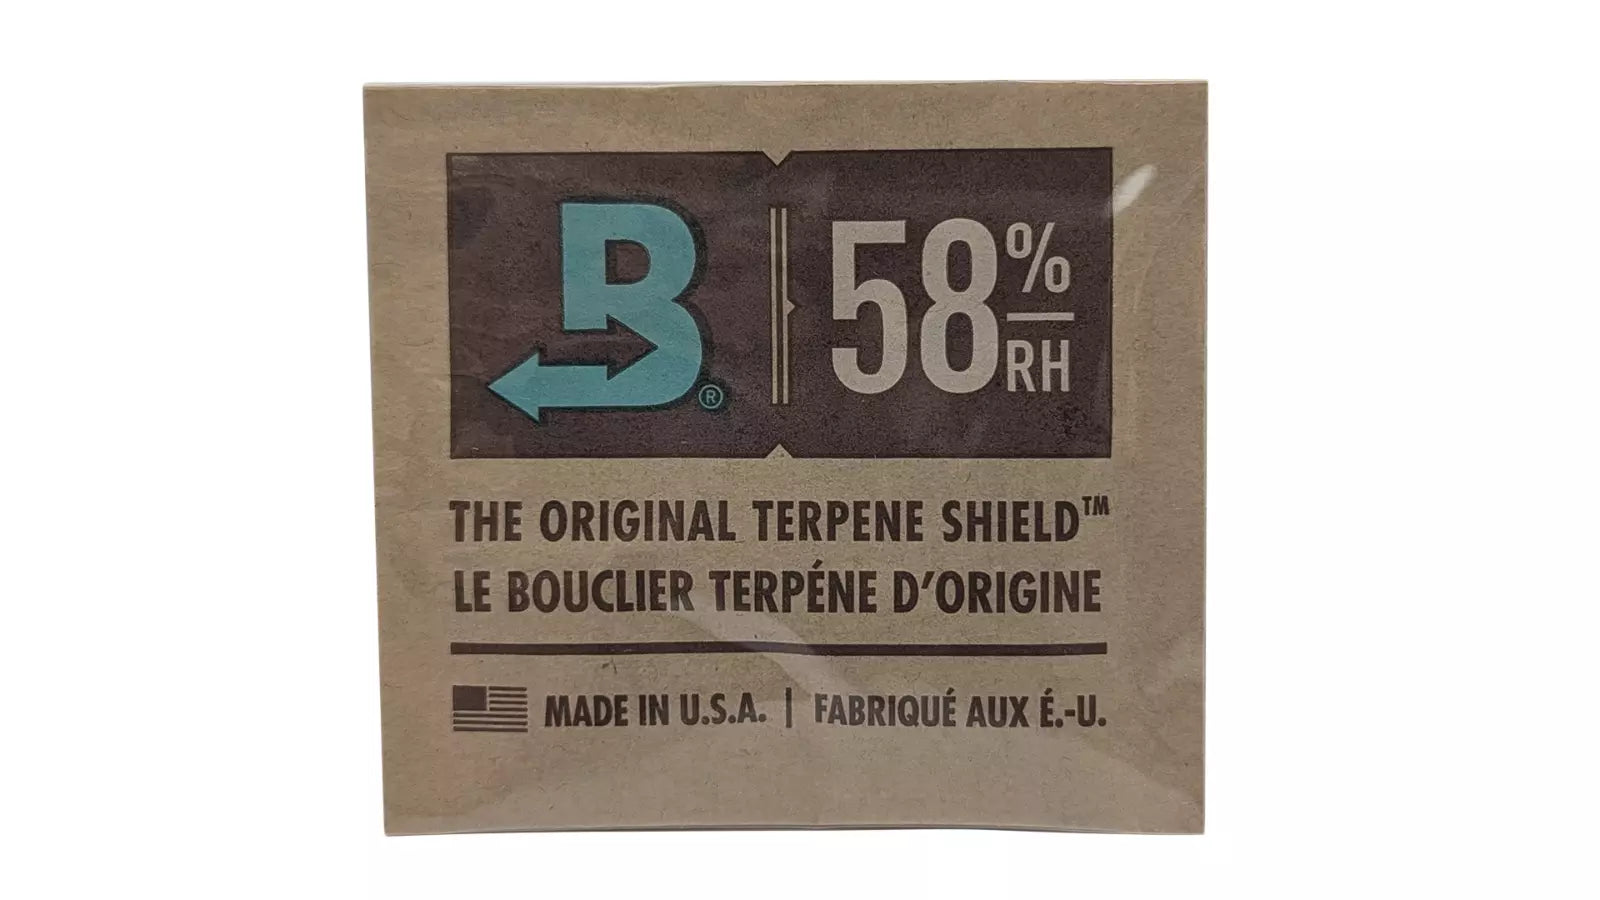 B® 58% RH
THE ORIGINAL TERPENE SHIELD™
LE BOUCLIER TERPÉNE D'ORIGINE
MADE IN U.S.A. | FABRIQUÉ AUX É.-U.